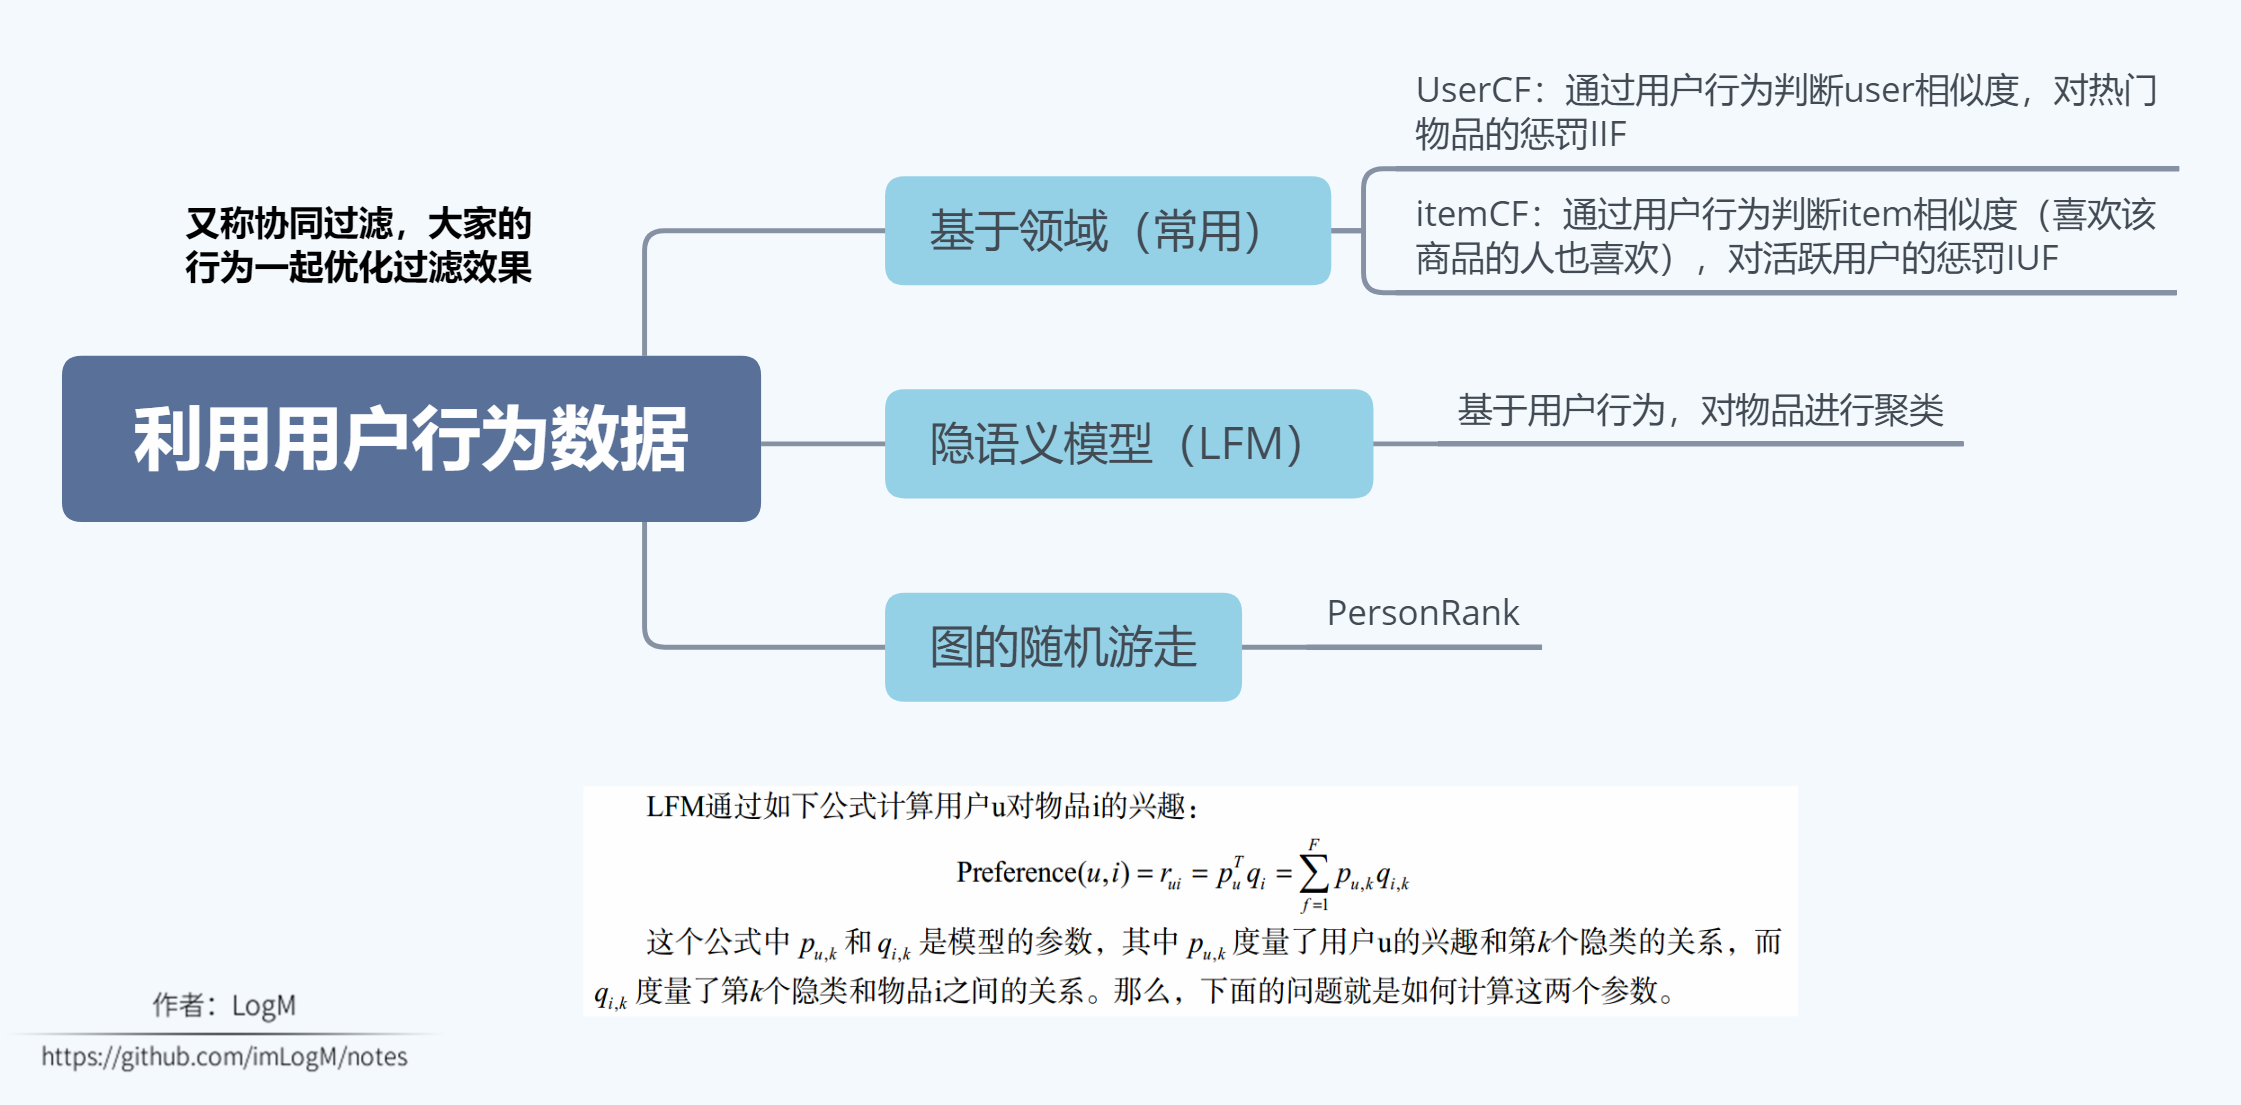 又称协同过滤，大家的
行为一起优化过滤效果
利用用户行为数据
基于领域（常用）
UserCF：通过用户行为判断user相似度，对热门
物品的惩罚IIF
itemCF：通过用户行为判断item相似度（喜欢该
商品的人也喜欢），对活跃用户的惩罚IUF
隐语义模型（LFM）
基于用户行为，对物品进行聚类
图的随机游走
PersonRank
LFM通过如下公式计算用户u对物品i的兴趣：
Preference(u,i) = r_{ui} = p_u^T q_i = \sum_{f=1}^{F} p_{u,k} q_{i,k}
这个公式中 p_{u,k} 和 q_{i,k} 是模型的参数，其中 p_{u,k} 度量了用户u的兴趣和第k个隐类的关系，而
q_{i,k} 度量了第k个隐类和物品i之间的关系。那么，下面的问题就是如何计算这两个参数。
作者：LogM
https://github.com/imLogM/notes